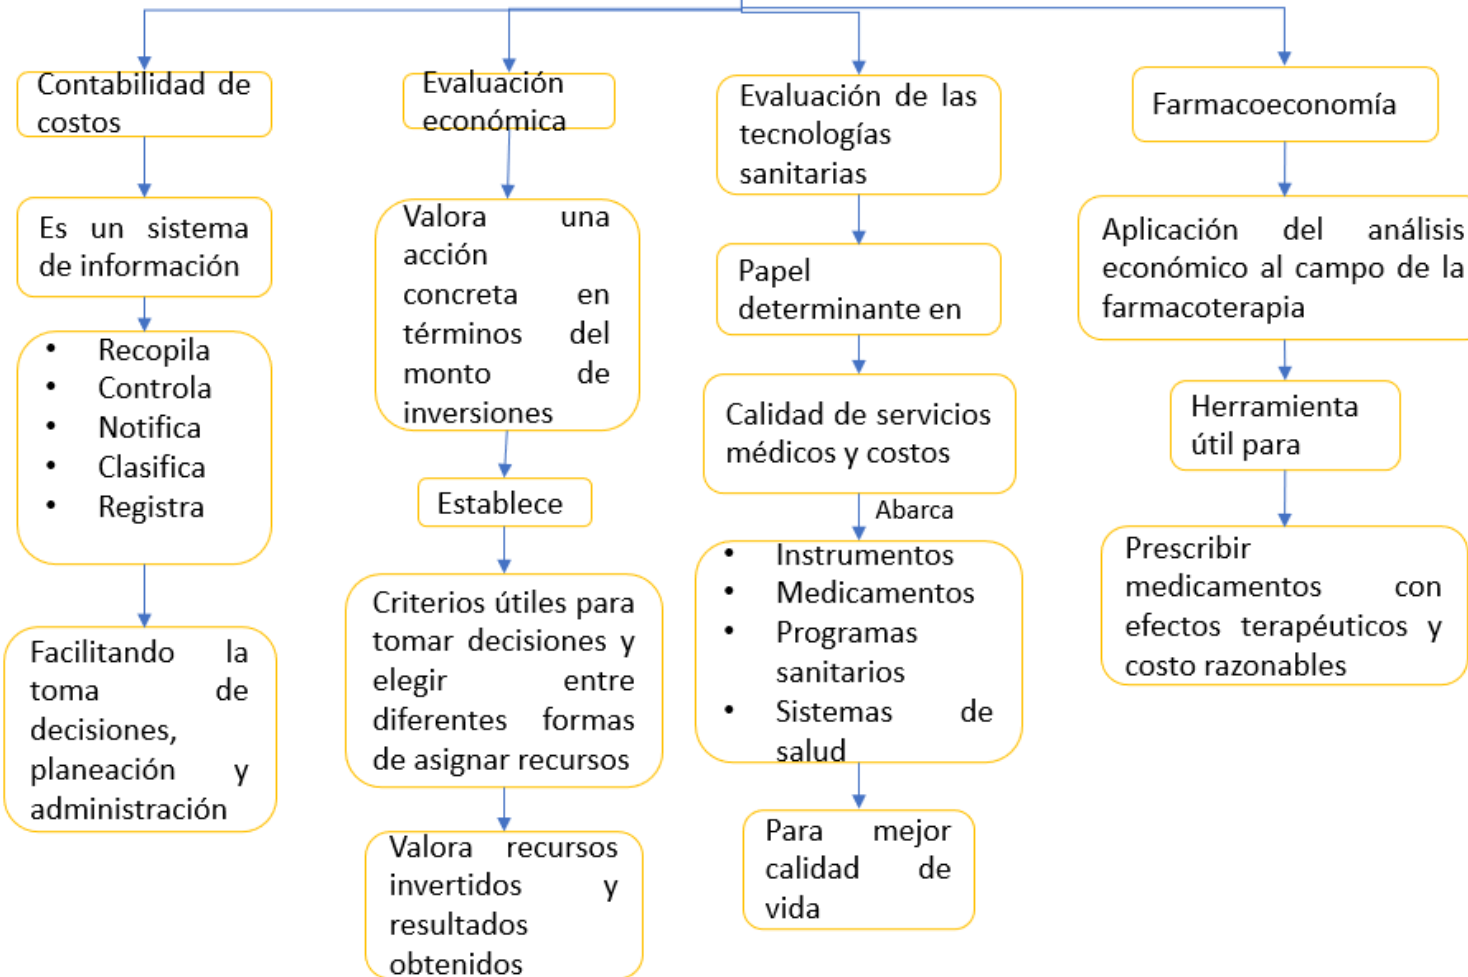 Contabilidad de
costos
Es un sistema
de información
• Recopila
• Controla
• Notifica
• Clasifica
• Registra
Facilitando la
toma de
decisiones,
planeación y
administración
Evaluación
económica
Valora una
acción
concreta en
términos del
monto de
inversiones
Establece
Criterios útiles para
tomar decisiones y
elegir entre
diferentes formas
de asignar recursos
Valora recursos
invertidos y
resultados
obtenidos
Evaluación de las
tecnologías
sanitarias
Papel
determinante en
Calidad de servicios
médicos y costos
Abarca
• Instrumentos
• Medicamentos
• Programas
sanitarios
• Sistemas de
salud
Para mejor
calidad de
vida
Farmacoeconomía
Aplicación del análisis
económico al campo de la
farmacoterapia
Herramienta
útil para
Prescribir
medicamentos con
efectos terapéuticos y
costo razonables